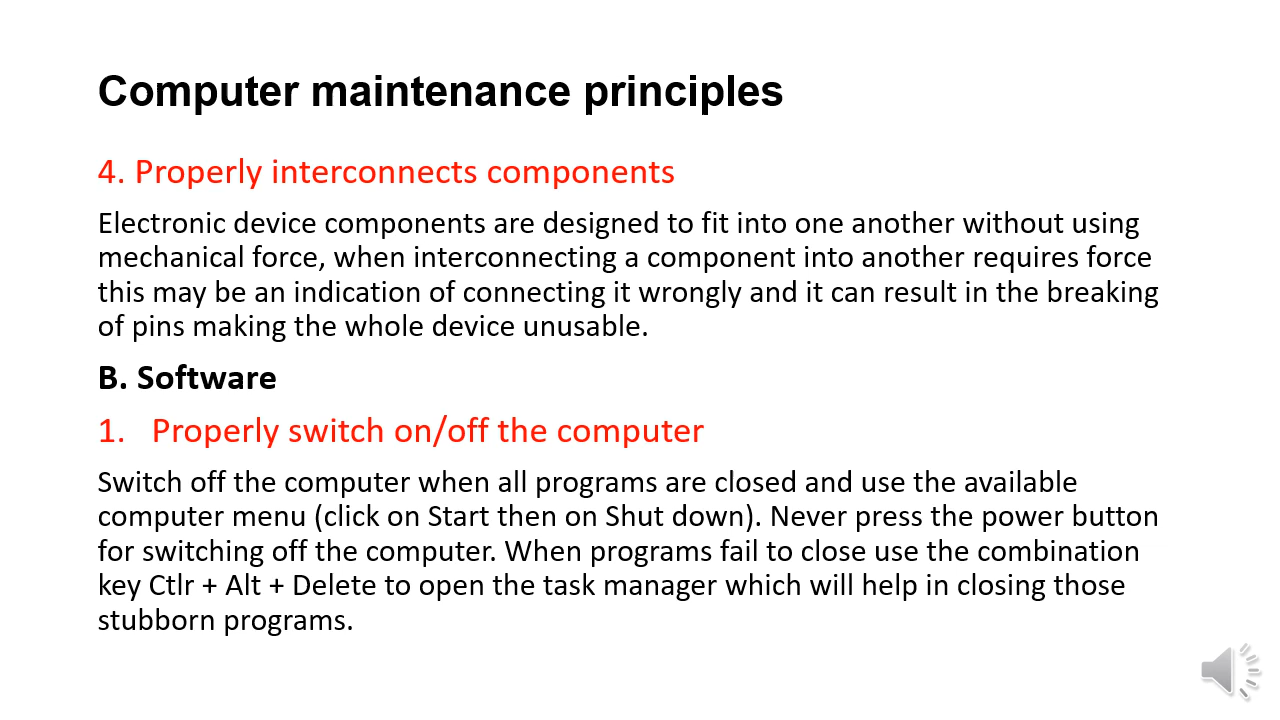 Computer maintenance principles
4. Properly interconnects components
Electronic device components are designed to fit into one another without using
mechanical force, when interconnecting a component into another requires force
this may be an indication of connecting it wrongly and it can result in the breaking
of pins making the whole device unusable.
B. Software
1. Properly switch on/off the computer
Switch off the computer when all programs are closed and use the available
computer menu (click on Start then on Shut down). Never press the power button
for switching off the computer. When programs fail to close use the combination
key Ctlr + Alt + Delete to open the task manager which will help in closing those
stubborn programs.